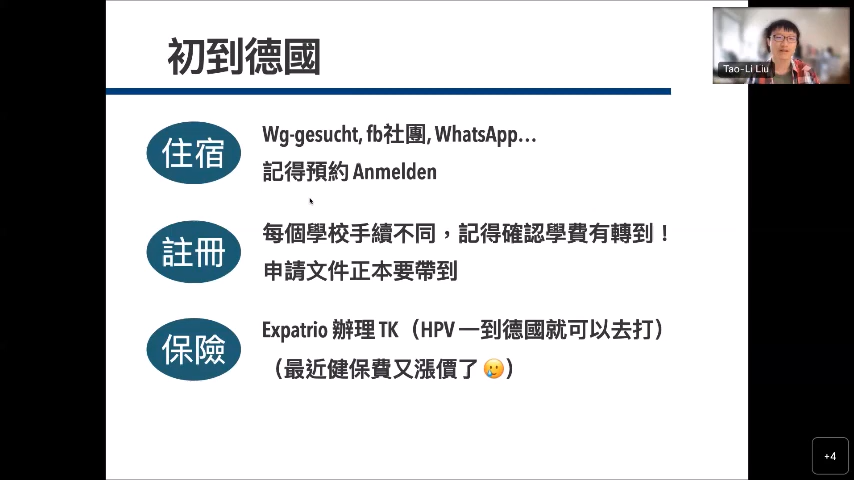 初到德國
Tao-Li Liu
住宿
Wg-gesucht, fb社團, WhatsApp…
記得預約 Anmelden
註冊
每個學校手續不同，記得確認學費有轉到！
申請文件正本要帶到
保險
Expatrio 辦理 TK（HPV 一到德國就可以去打）
（最近健保費又漲價了 🥲）
+4